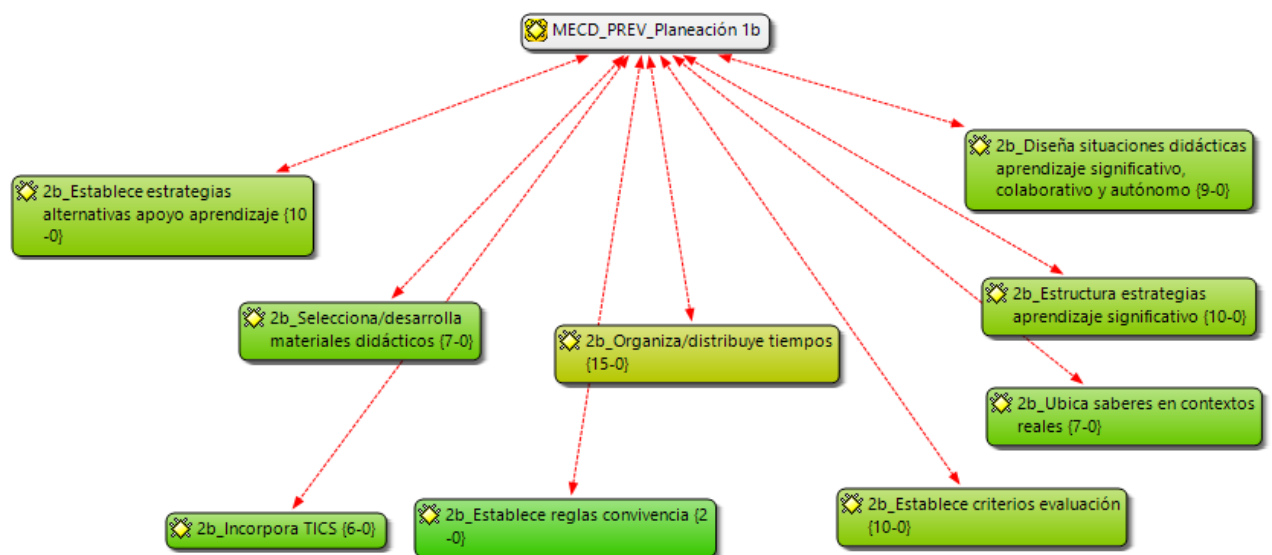 MECD_PREV_Planeación 1b
2b_Diseña situaciones didácticas
aprendizaje significativo,
colaborativo y autónomo {9-0}
2b_Establece estrategias
alternativas apoyo aprendizaje {10
-0}
2b_Estructura estrategias
aprendizaje significativo {10-0}
2b_Selecciona/desarrolla
materiales didácticos {7-0}
2b_Organiza/distribuye tiempos
{15-0}
2b_Ubica saberes en contextos
reales {7-0}
2b_Establece criterios evaluación
{10-0}
2b_Establece reglas convivencia {2
-0}
2b_Incorpora TICS {6-0}